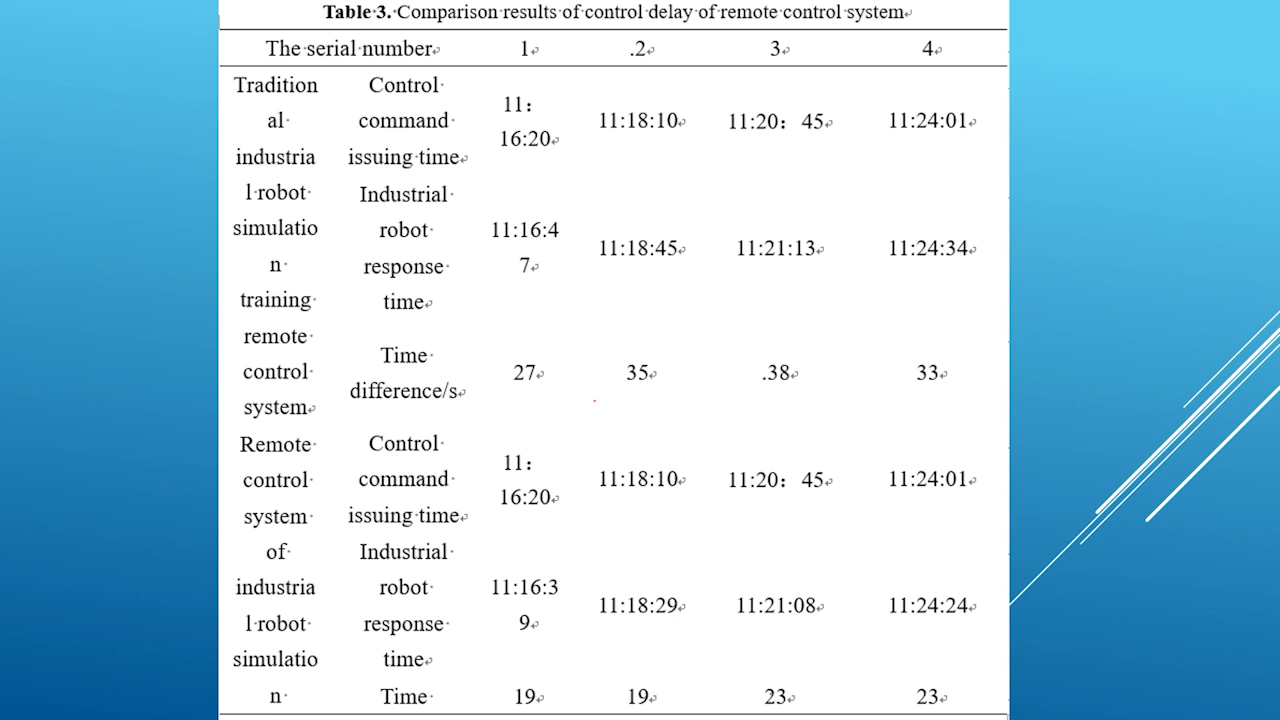 Table 3. Comparison results of control delay of remote control system
The serial number 1 .2 3 4
Tradition
al
industria
l robot
simulatio
n
training
remote
control
system
Control
command
issuing time
11：
16:20
11:18:10
11:20：45
11:24:01
Industrial
robot
response
time
11:16:4
7
11:18:45
11:21:13
11:24:34
Time
difference/s
27
35
.38
33
Remote
control
system
of
industria
l robot
simulatio
n
Control
command
issuing time
11：
16:20
11:18:10
11:20：45
11:24:01
Industrial
robot
response
time
11:16:3
9
11:18:29
11:21:08
11:24:24
Time
19
19
23
23